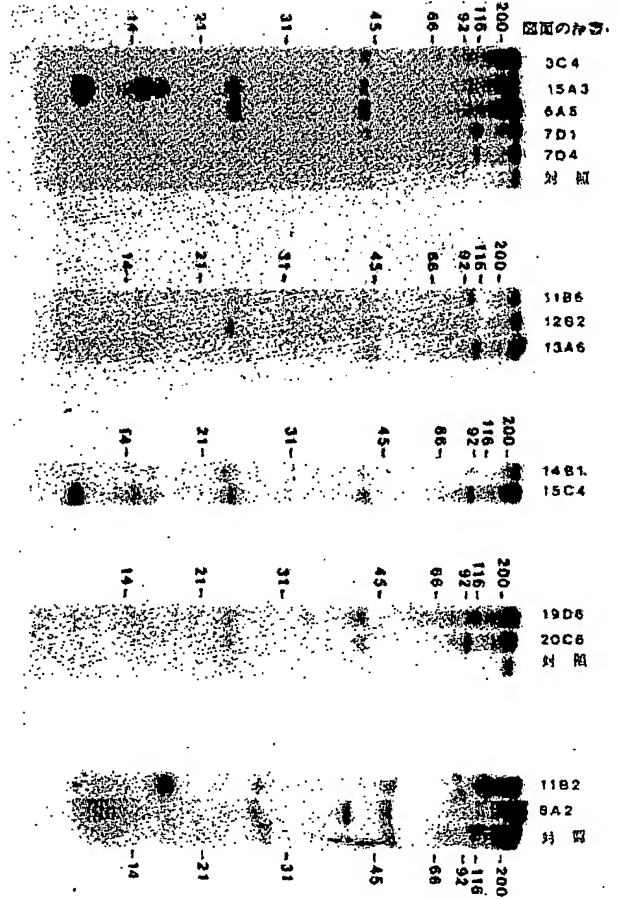 200- 116- 92- 66- 45- 31- 21- 14-
図面の浄書
3C4
15A3
6A5
7D1
7D4
対照
200- 116- 92- 66- 45- 31- 21- 14-
11B6
12B2
13A6
200- 116- 92- 66- 45- 31- 21- 14-
14B1
15C4
200- 116- 92- 66- 45- 31- 21- 14-
19D6
20C6
対照
11B2
8A2
対照
-200 -116 -92 -66 -45 -31 -21 -14